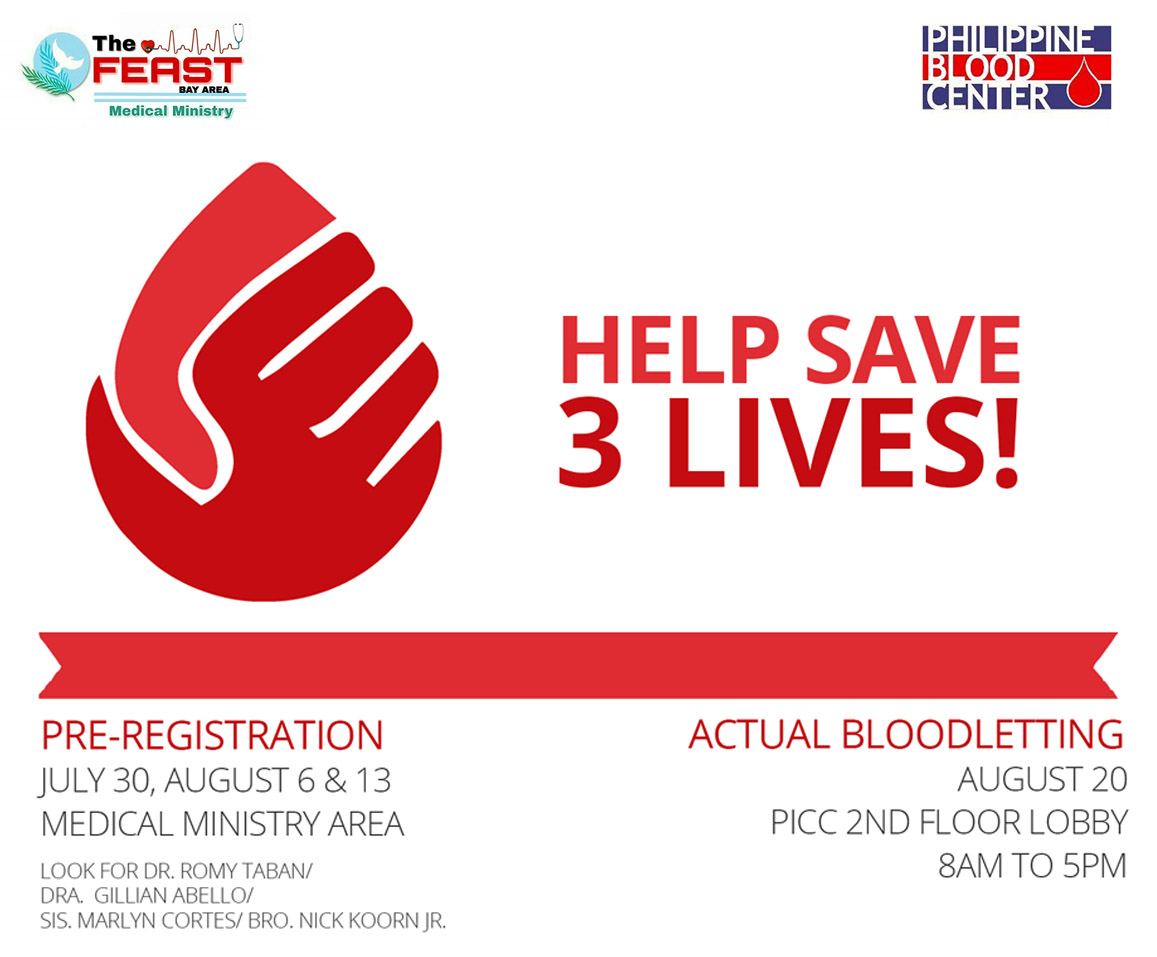 The
FEAST
BAY AREA
Medical Ministry
PHILIPPINE
BLOOD
CENTER
HELP SAVE
3 LIVES!
PRE-REGISTRATION
JULY 30, AUGUST 6 & 13
MEDICAL MINISTRY AREA
LOOK FOR DR. ROMY TABAN/
DRA. GILLIAN ABELLO/
SIS. MARLYN CORTES/ BRO. NICK KOORN JR.
ACTUAL BLOODLETTING
AUGUST 20
PICC 2ND FLOOR LOBBY
8AM TO 5PM